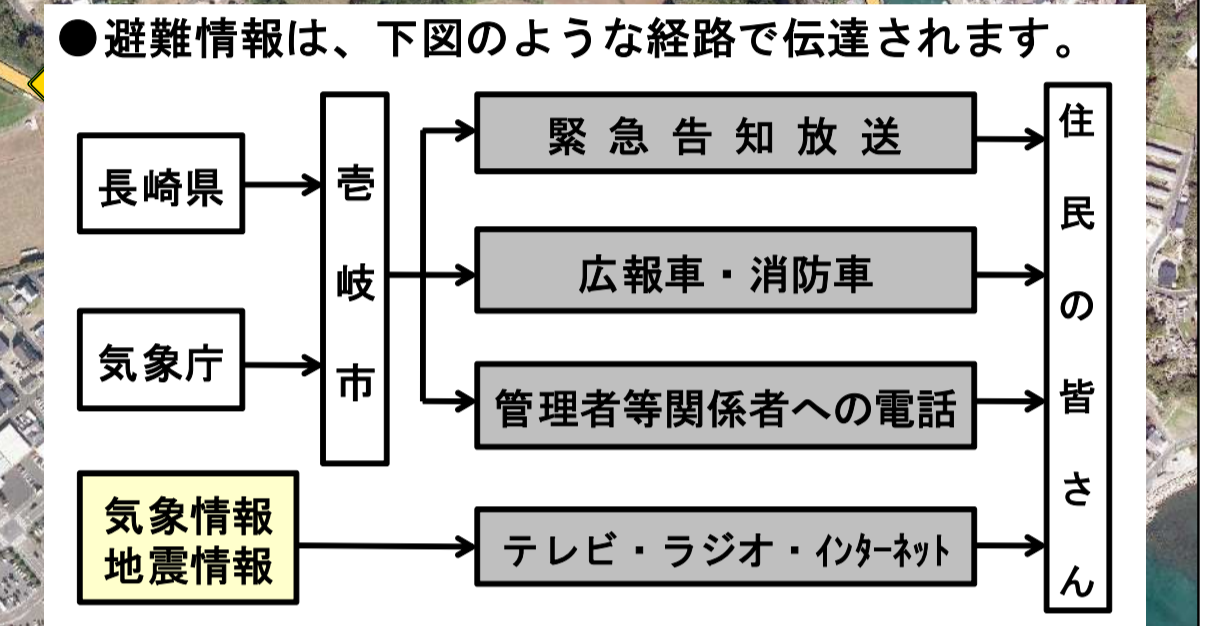 ●避難情報は、下図のような経路で伝達されます。
長崎県
気象庁
壱岐市
緊急告知放送
広報車・消防車
管理者等関係者への電話
気象情報
地震情報
テレビ・ラジオ・インターネット
住民の皆さん